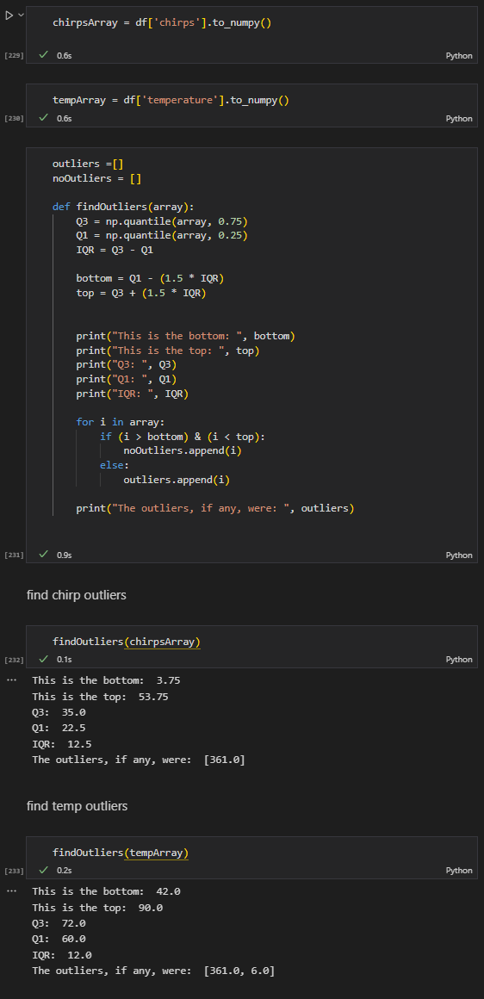 chirpsArray = df['chirps'].to_numpy()
[229] 0.6s Python
tempArray = df['temperature'].to_numpy()
[230] 0.6s Python
outliers =[]
noOutliers = []
def findOutliers(array):
Q3 = np.quantile(array, 0.75)
Q1 = np.quantile(array, 0.25)
IQR = Q3 - Q1
bottom = Q1 - (1.5 * IQR)
top = Q3 + (1.5 * IQR)
print("This is the bottom: ", bottom)
print("This is the top: ", top)
print("Q3: ", Q3)
print("Q1: ", Q1)
print("IQR: ", IQR)
for i in array:
if (i > bottom) & (i < top):
noOutliers.append(i)
else:
outliers.append(i)
print("The outliers, if any, were: ", outliers)
[231] 0.9s Python
find chirp outliers
findOutliers(chirpsArray)
[232] 0.1s Python
... This is the bottom:  3.75
This is the top:  53.75
Q3:  35.0
Q1:  22.5
IQR:  12.5
The outliers, if any, were:  [361.0]
find temp outliers
findOutliers(tempArray)
[233] 0.2s Python
... This is the bottom:  42.0
This is the top:  90.0
Q3:  72.0
Q1:  60.0
IQR:  12.0
The outliers, if any, were:  [361.0, 6.0]